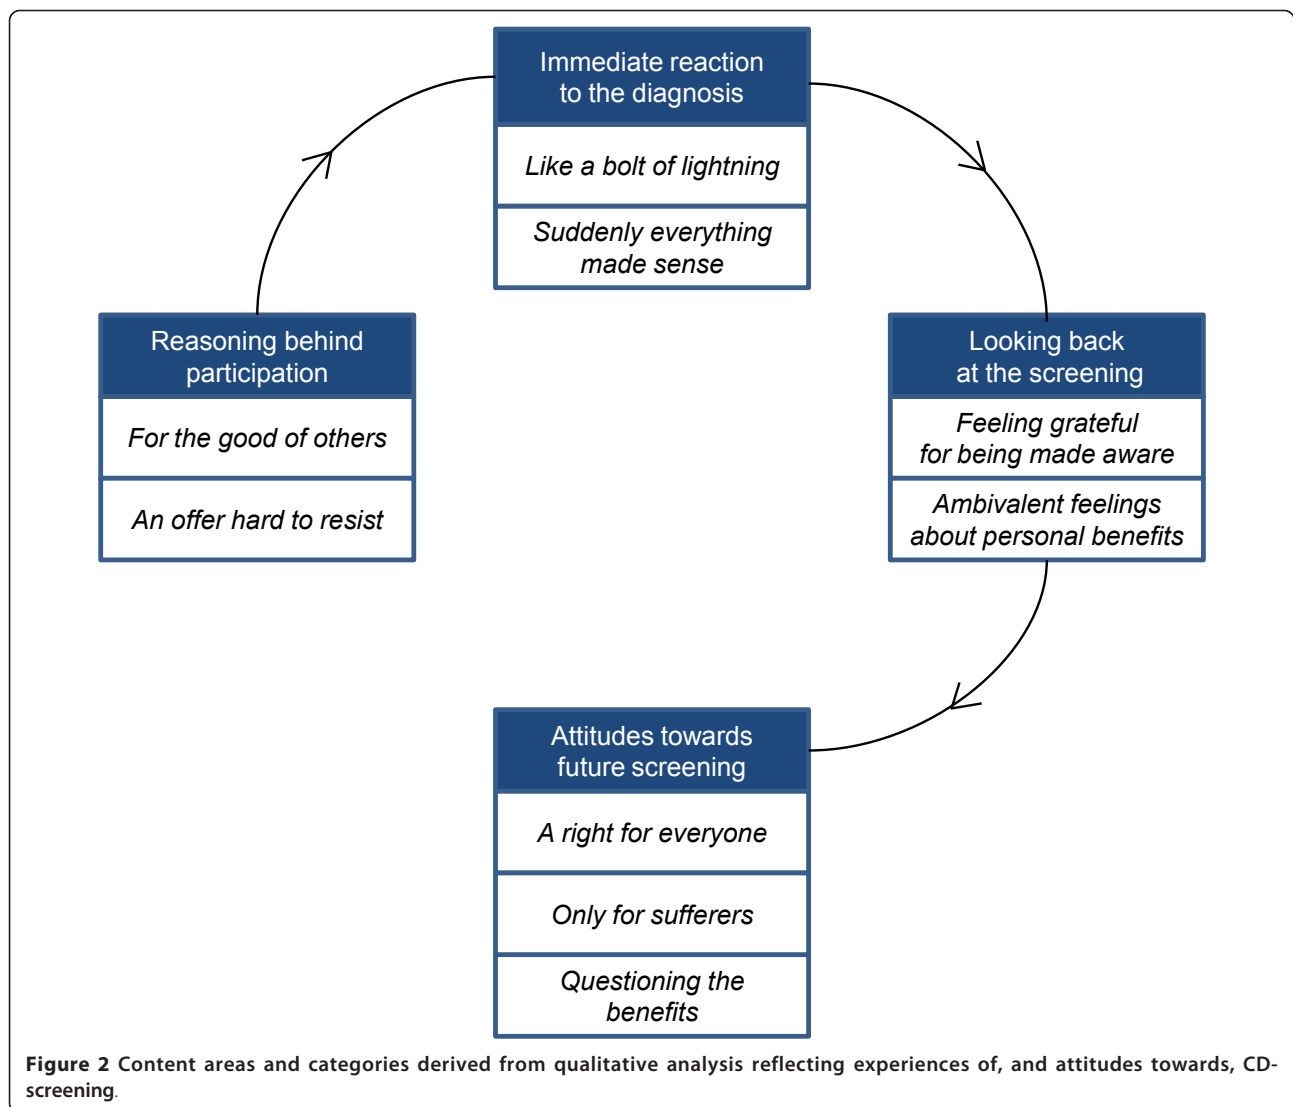 Immediate reaction
to the diagnosis
Like a bolt of lightning
Suddenly everything
made sense
Reasoning behind
participation
For the good of others
An offer hard to resist
Looking back
at the screening
Feeling grateful
for being made aware
Ambivalent feelings
about personal benefits
Attitudes towards
future screening
A right for everyone
Only for sufferers
Questioning the
benefits
Figure 2 Content areas and categories derived from qualitative analysis reflecting experiences of, and attitudes towards, CD-
screening.